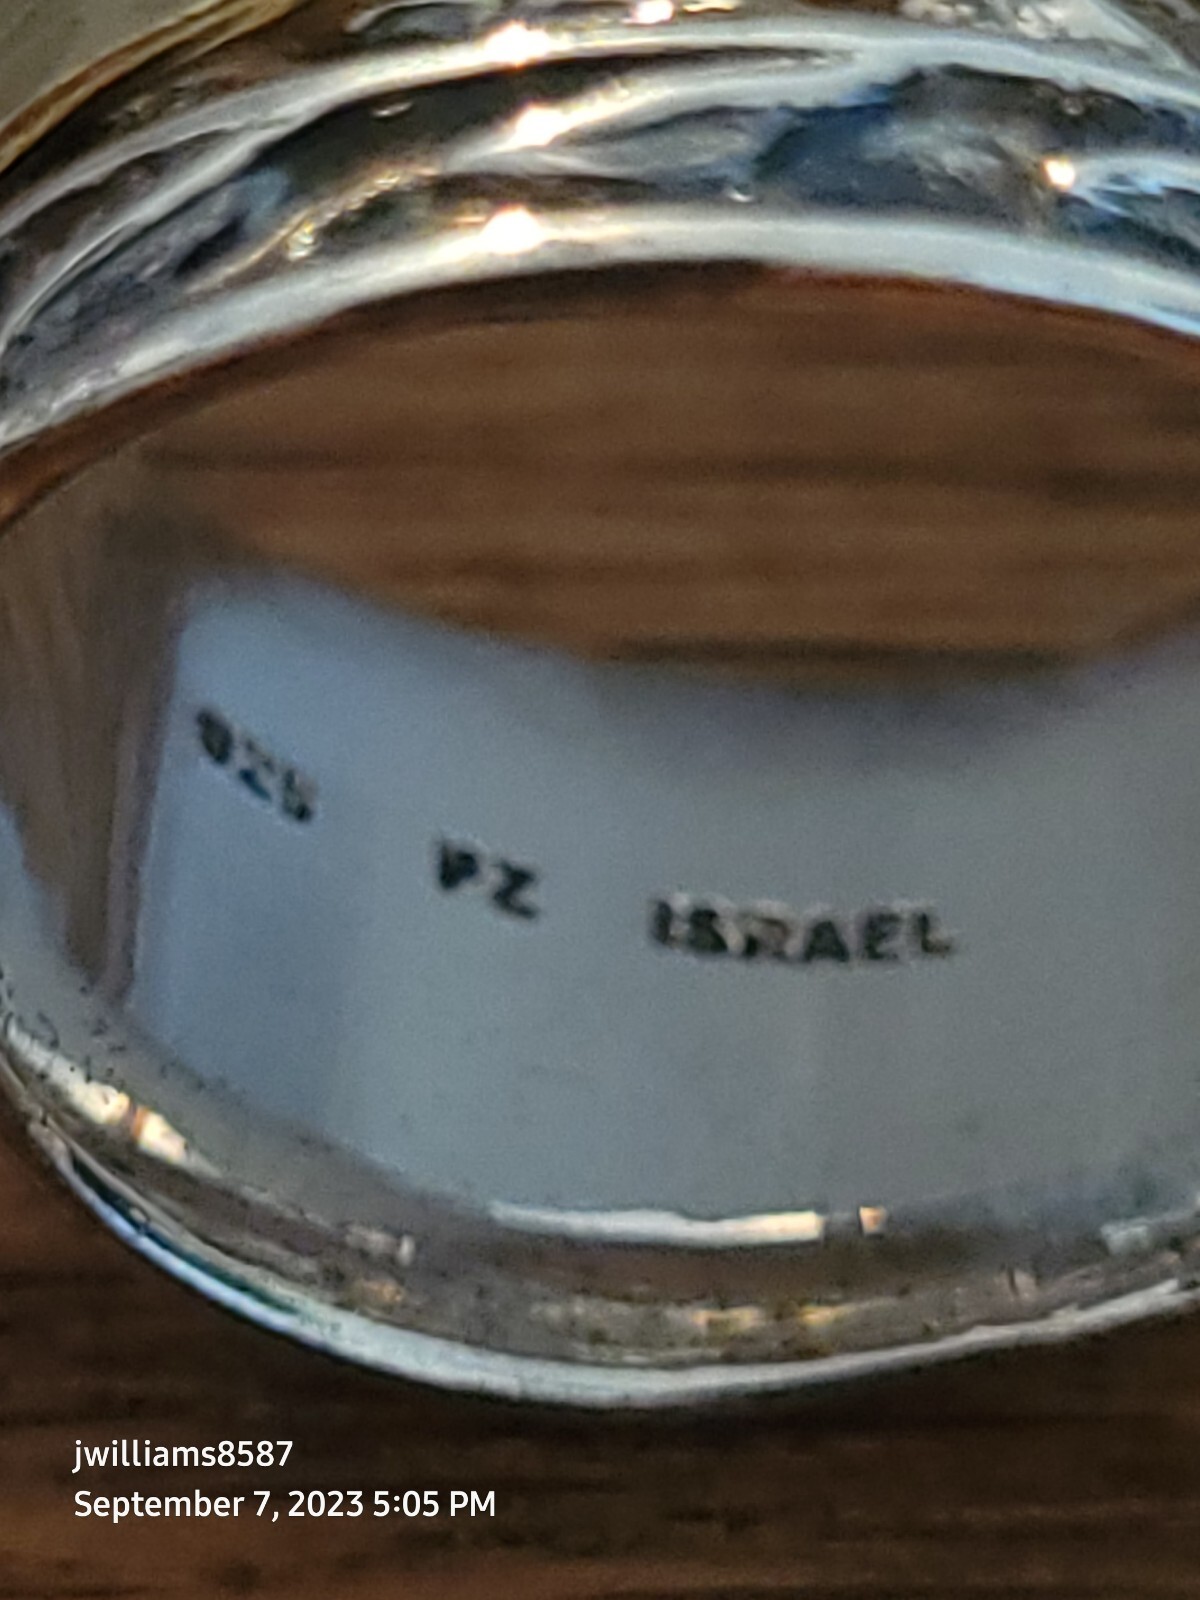 925 PZ ISRAEL
jwilliams8587
September 7, 2023 5:05 PM